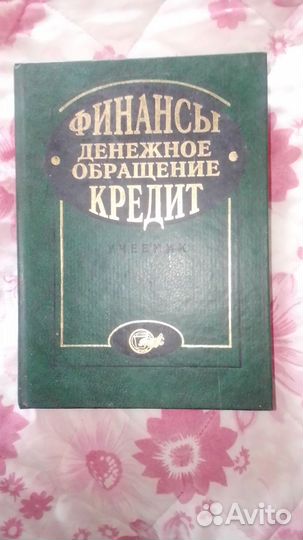 ФИНАНСЫ
ДЕНЕЖНОЕ
ОБРАЩЕНИЕ
КРЕДИТ
УЧЕБНИК
Avito